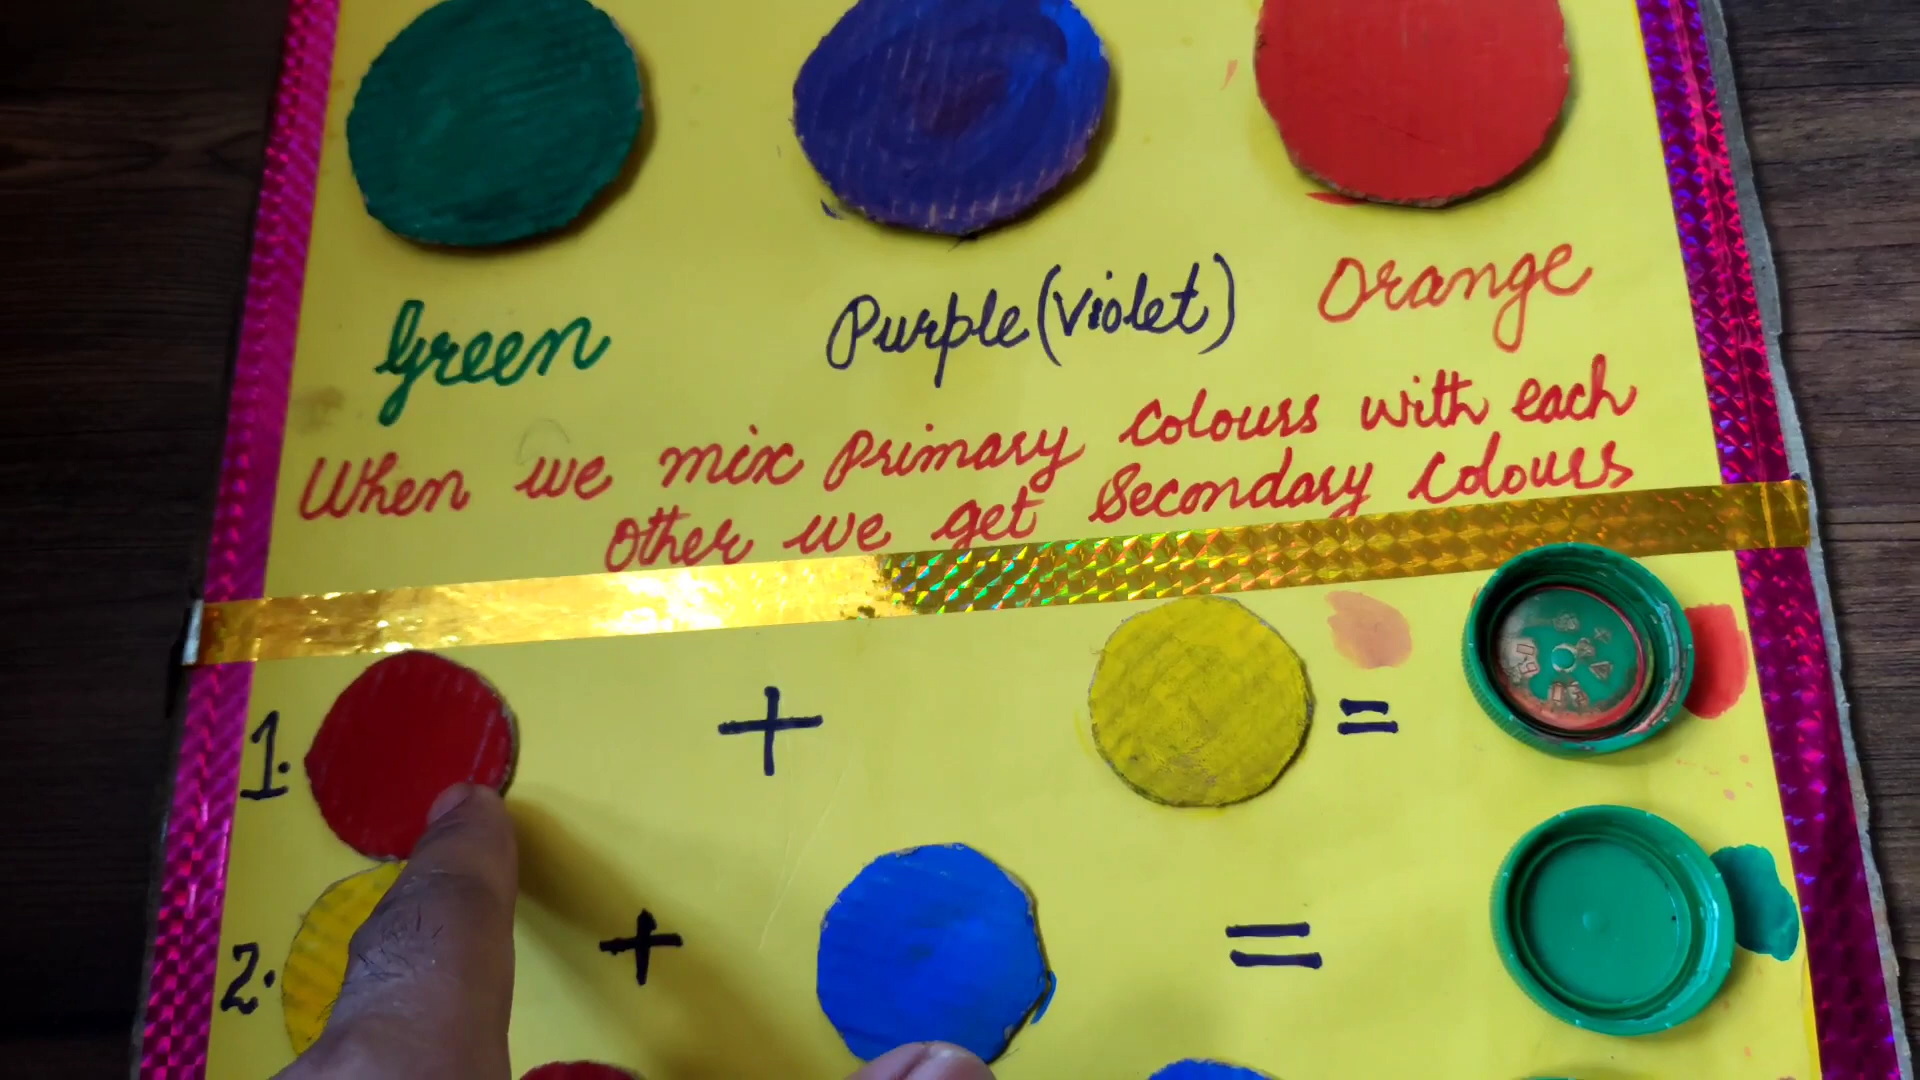 Green Purple(Violet) Orange
When we mix Primary Colours with each
Other we get Secondary Colours
1. + =
2. + =